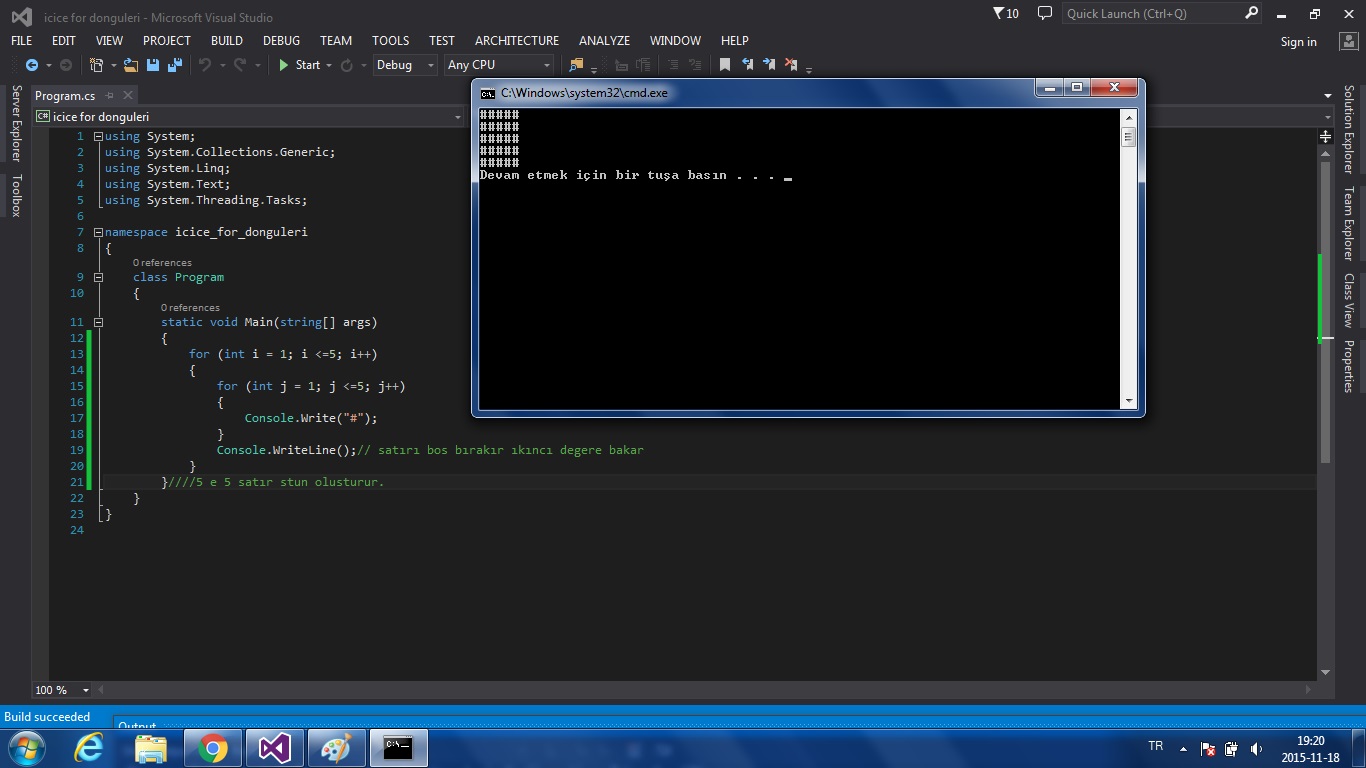 icice for donguleri - Microsoft Visual Studio
10
Quick Launch (Ctrl+Q)
FILE EDIT VIEW PROJECT BUILD DEBUG TEAM TOOLS TEST ARCHITECTURE ANALYZE WINDOW HELP
Sign in
Start Debug Any CPU
Server Explorer
Toolbox
Program.cs
C# icice for donguleri
1 using System;
2 using System.Collections.Generic;
3 using System.Linq;
4 using System.Text;
5 using System.Threading.Tasks;
6
7 namespace icice_for_donguleri
8 {
0 references
9 class Program
10 {
0 references
11 static void Main(string[] args)
12 {
13 for (int i = 1; i <=5; i++)
14 {
15 for (int j = 1; j <=5; j++)
16 {
17 Console.Write("#");
18 }
19 Console.WriteLine();// satırı bos bırakır ıkıncı degere bakar
20 }
21 }////5 e 5 satır stun olusturur.
22 }
23 }
24
C:\Windows\system32\cmd.exe
#####
#####
#####
#####
#####
Devam etmek için bir tuşa basın . . . _
Solution Explorer
Team Explorer
Class View
Properties
100 %
Build succeeded
Output
C:\_
TR
19:20
2015-11-18